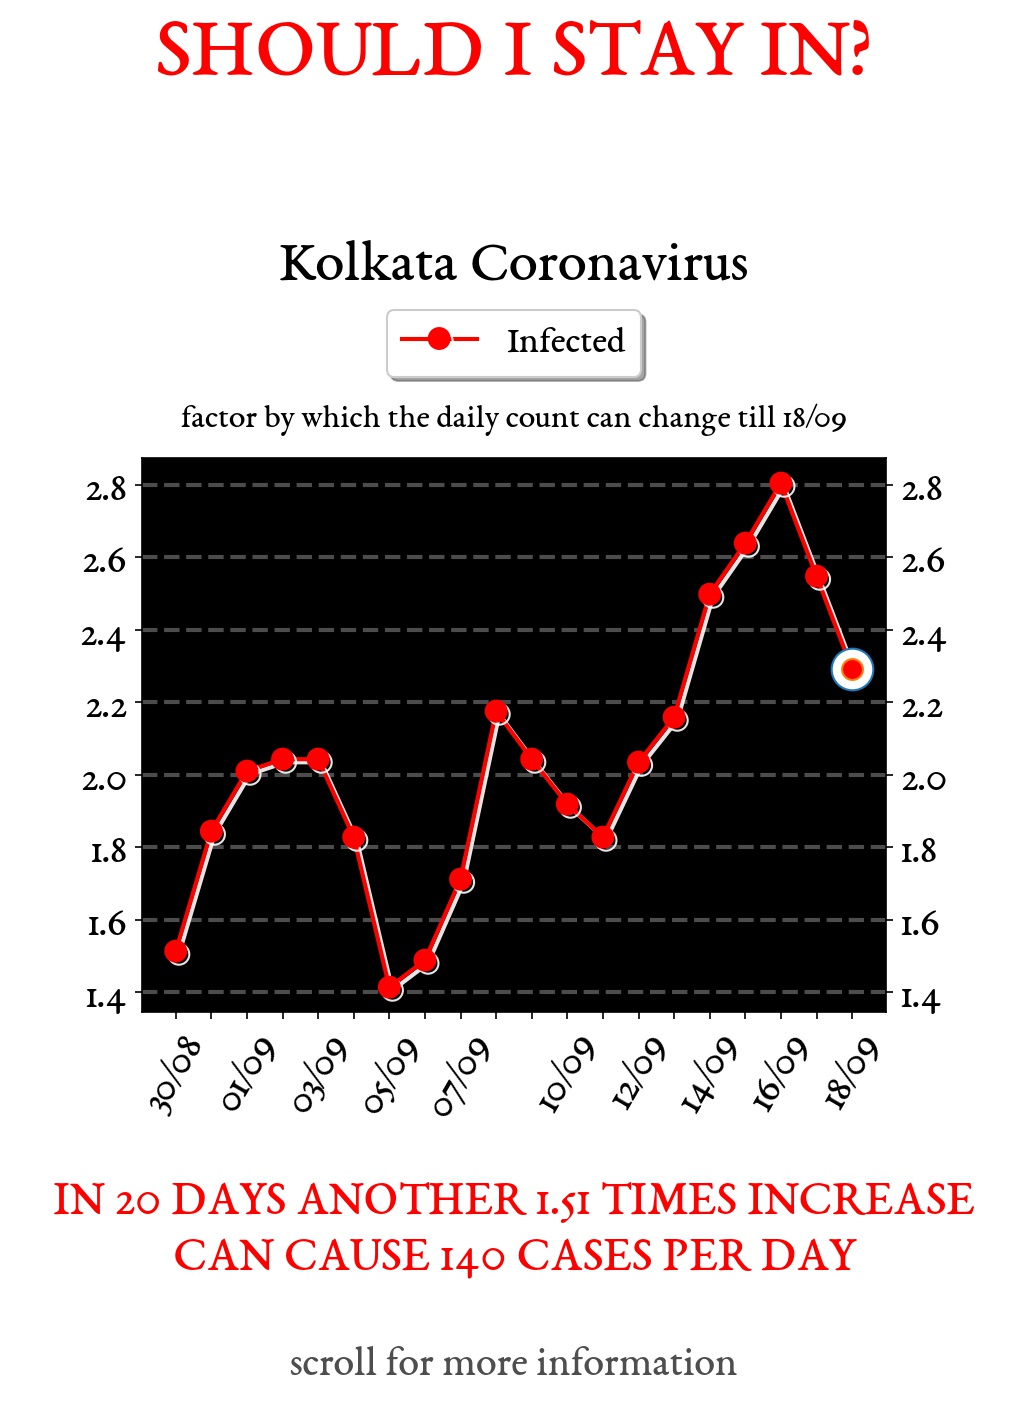 SHOULD I STAY IN?
Kolkata Coronavirus
Infected
factor by which the daily count can change till 18/09
2.8 2.8
2.6 2.6
2.4 2.4
2.2 2.2
2.0 2.0
1.8 1.8
1.6 1.6
1.4 1.4
30/08 01/09 03/09 05/09 07/09 10/09 12/09 14/09 16/09 18/09
IN 20 DAYS ANOTHER 1.51 TIMES INCREASE
CAN CAUSE 140 CASES PER DAY
scroll for more information